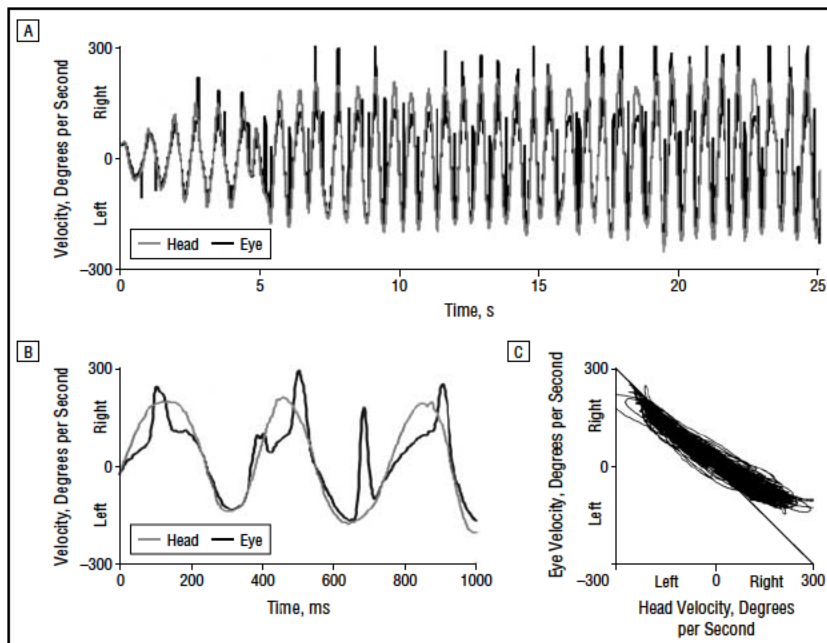 A
300
Right
0
Left
–300
Velocity, Degrees per Second
Head Eye
0 5 10 15 20 25
Time, s
B
300
Right
0
Left
–300
Velocity, Degrees per Second
Head Eye
0 200 400 600 800 1000
Time, ms
C
300
Right
0
Left
–300
Eye Velocity, Degrees per Second
Left 0 Right 300
Head Velocity, Degrees
per Second